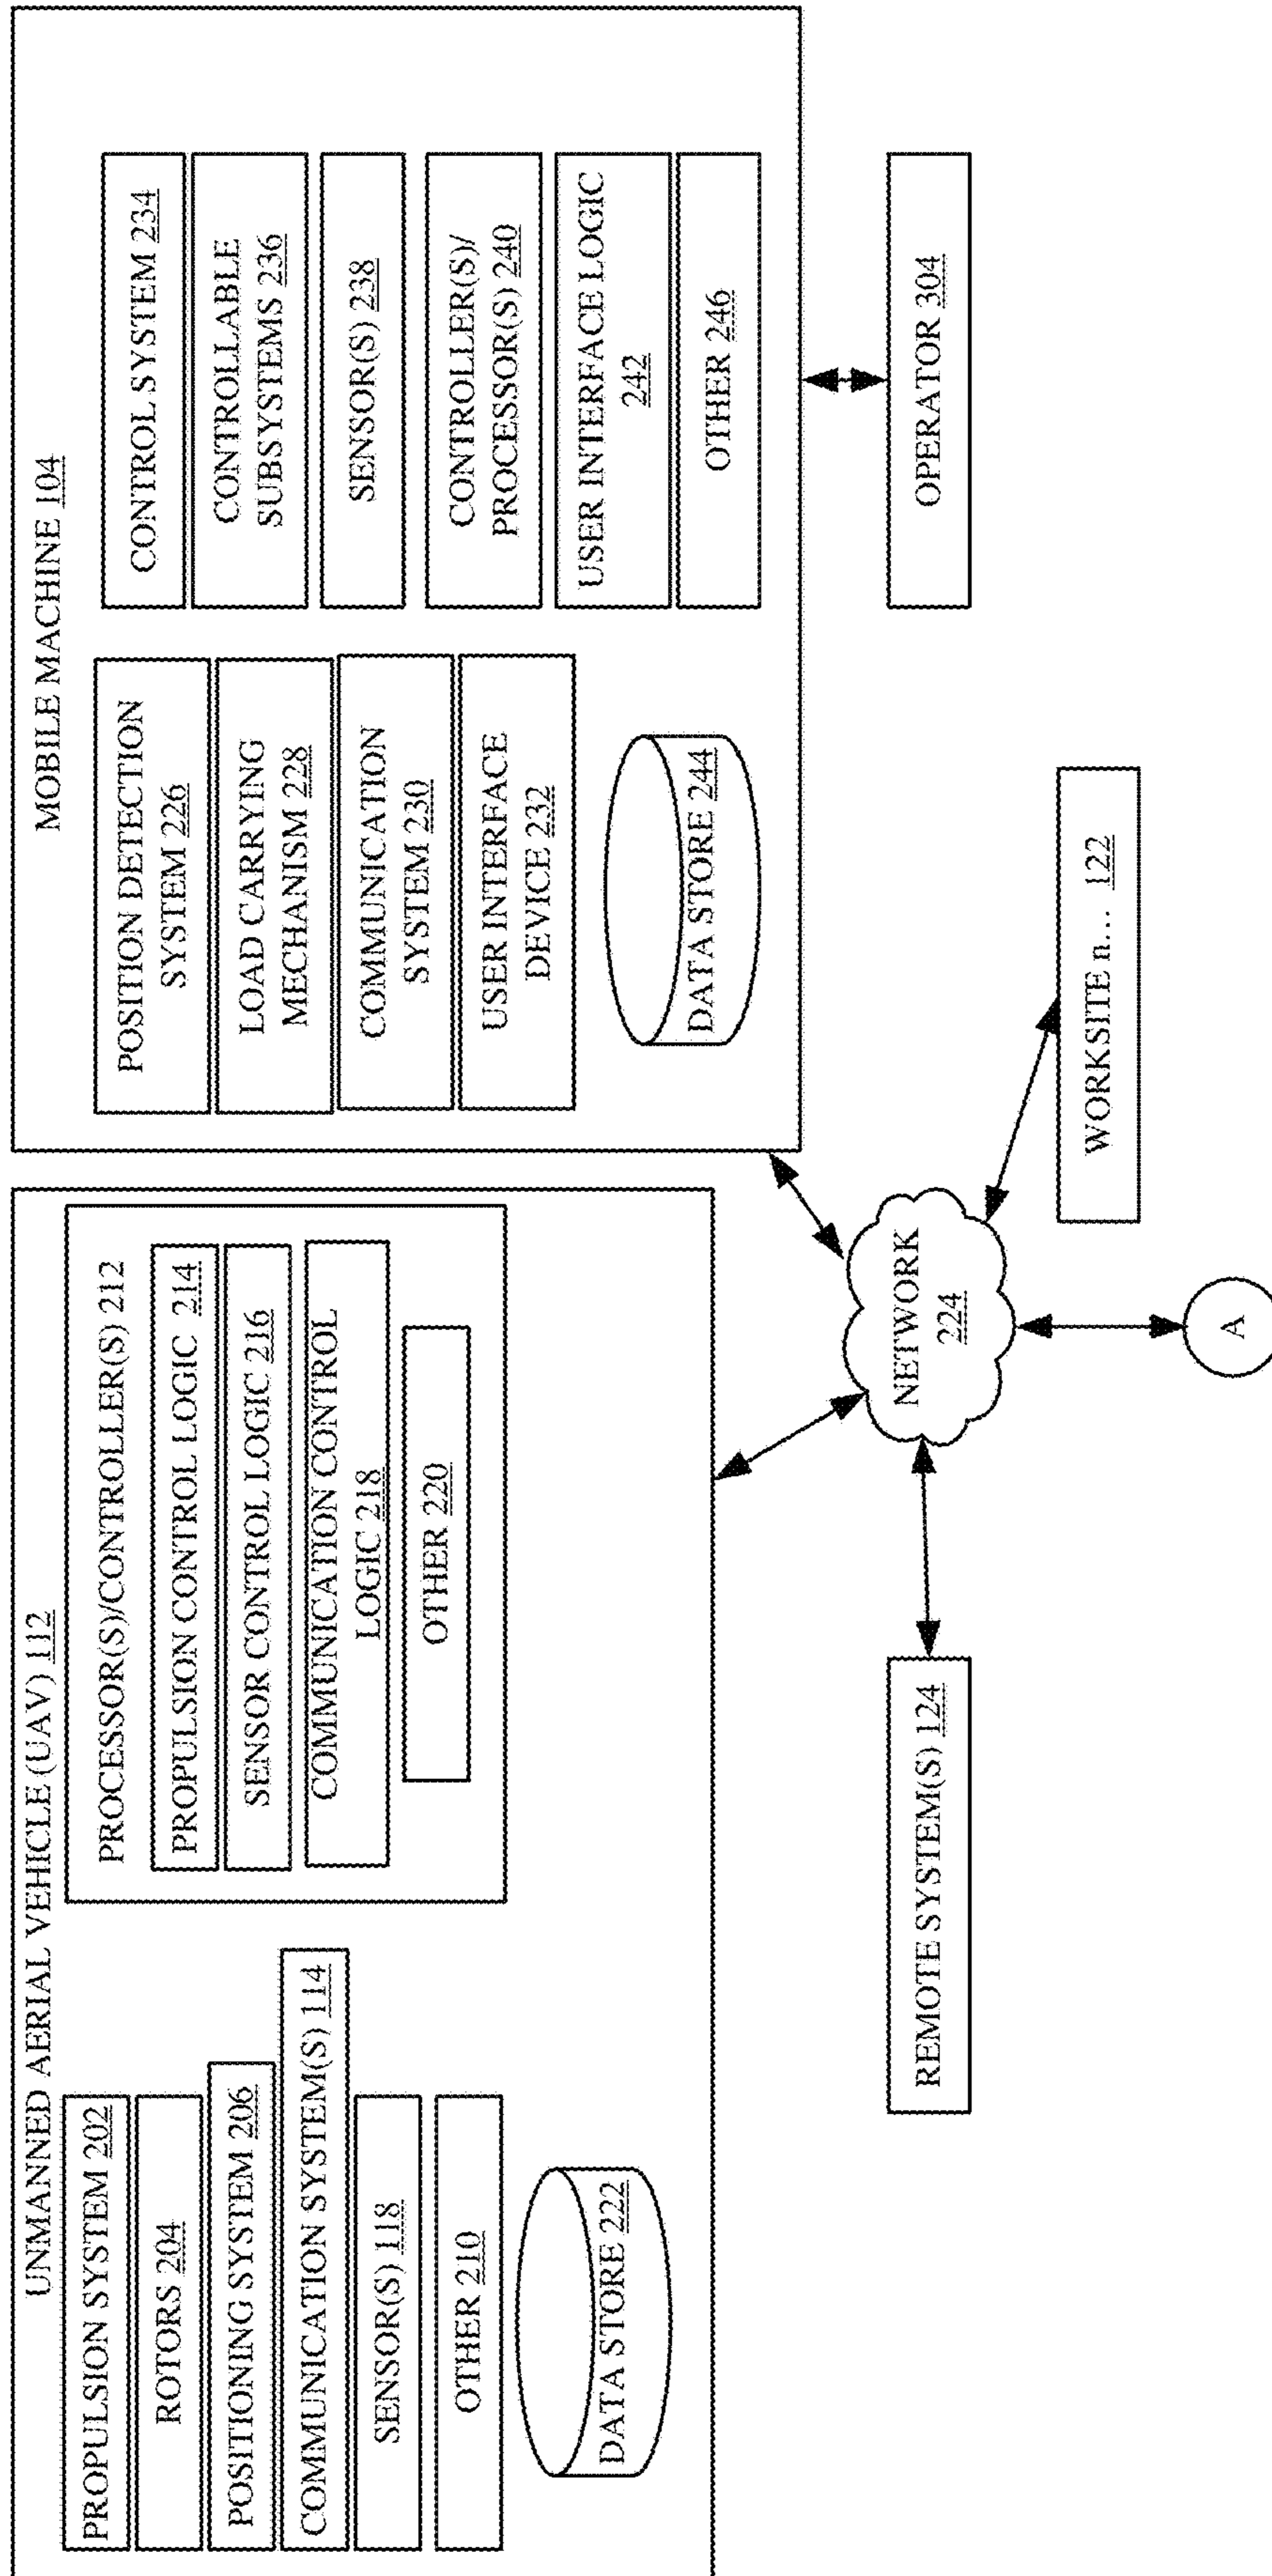 UNMANNED AERIAL VEHICLE (UAV) 112
PROPULSION SYSTEM 202
ROTORS 204
POSITIONING SYSTEM 206
COMMUNICATION SYSTEM(S) 114
SENSOR(S) 118
OTHER 210
DATA STORE 222
PROCESSOR(S)/CONTROLLER(S) 212
PROPULSION CONTROL LOGIC 214
SENSOR CONTROL LOGIC 216
COMMUNICATION CONTROL
LOGIC 218
OTHER 220
MOBILE MACHINE 104
POSITION DETECTION
SYSTEM 226
LOAD CARRYING
MECHANISM 228
COMMUNICATION
SYSTEM 230
USER INTERFACE
DEVICE 232
DATA STORE 244
CONTROL SYSTEM 234
CONTROLLABLE
SUBSYSTEMS 236
SENSOR(S) 238
CONTROLLER(S)/
PROCESSOR(S) 240
USER INTERFACE LOGIC
242
OTHER 246
REMOTE SYSTEM(S) 124
NETWORK
224
OPERATOR 304
WORKSITE n... 122
A